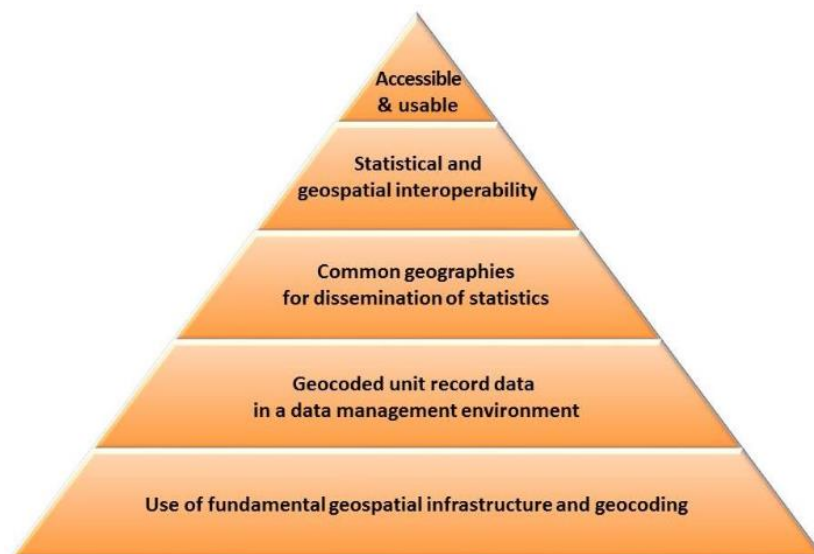 Accessible
& usable
Statistical and
geospatial interoperability
Common geographies
for dissemination of statistics
Geocoded unit record data
in a data management environment
Use of fundamental geospatial infrastructure and geocoding